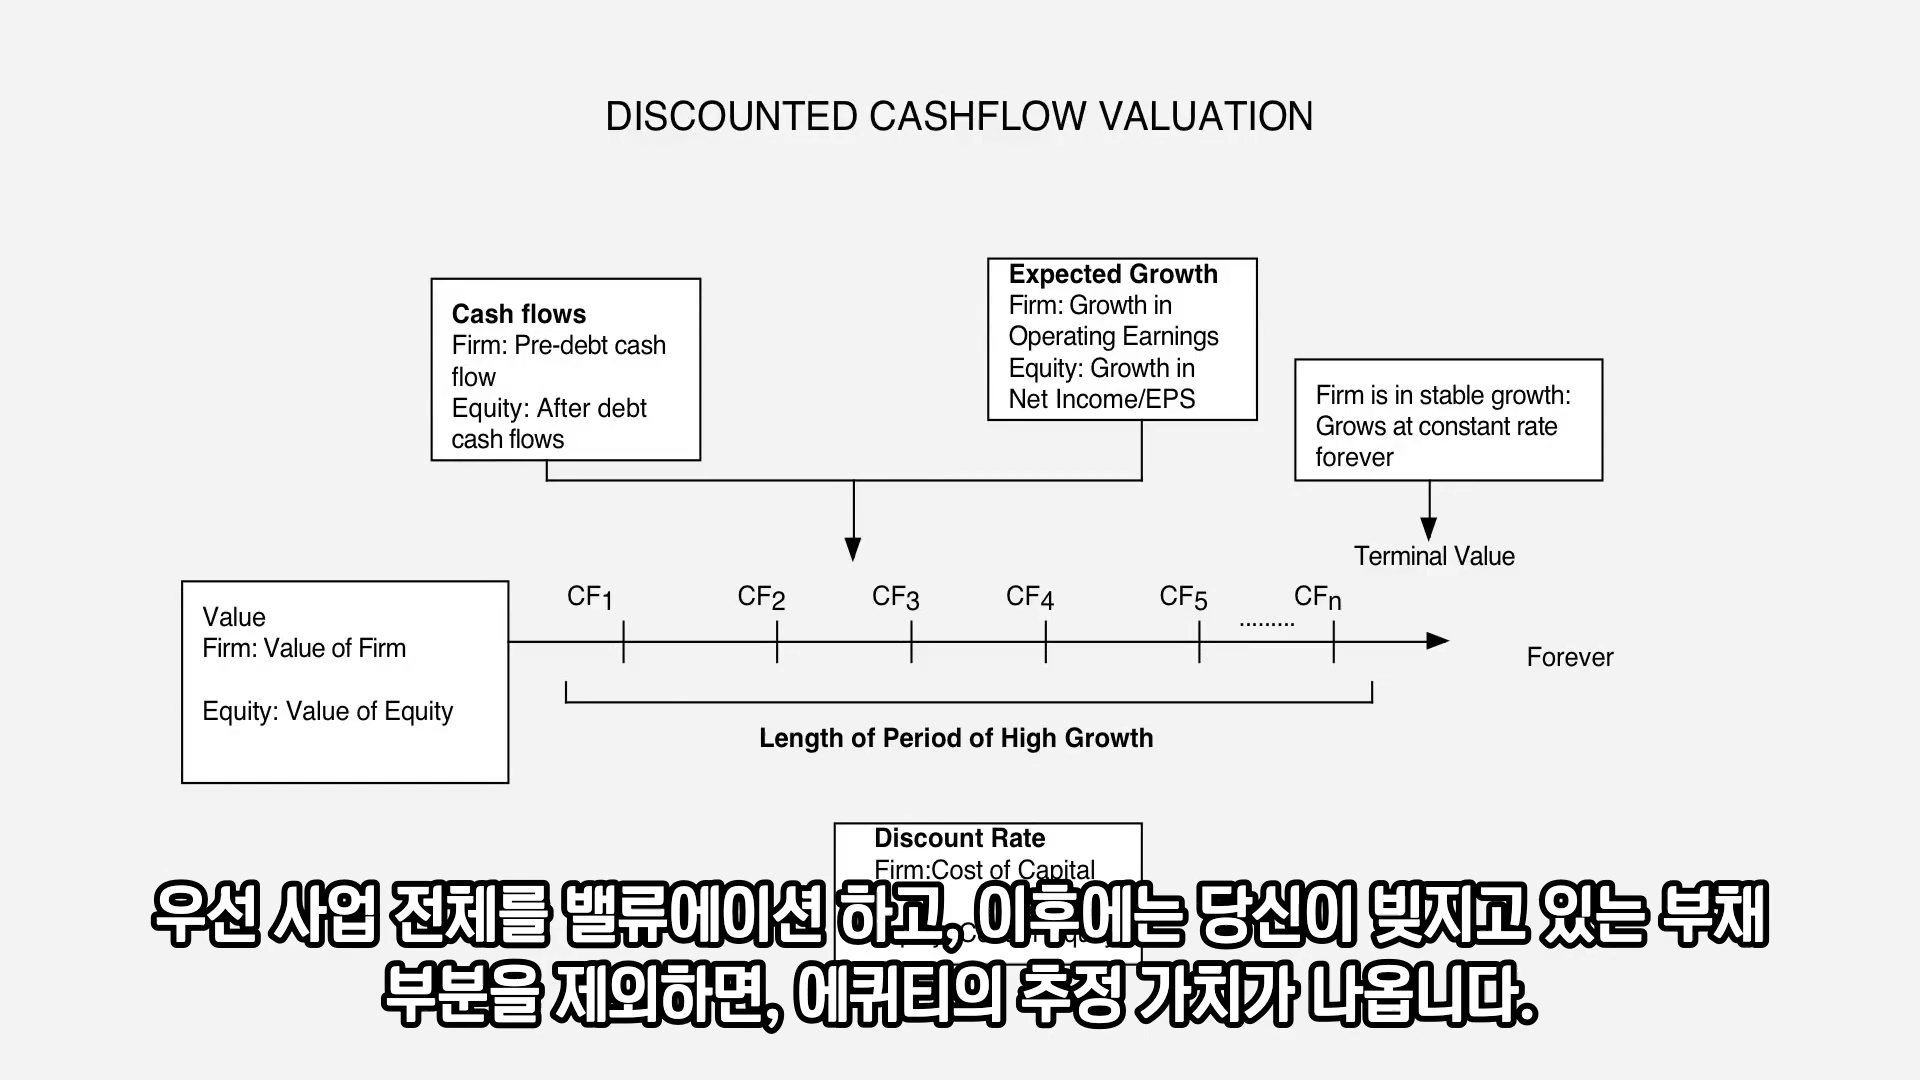 DISCOUNTED CASHFLOW VALUATION
Cash flows
Firm: Pre-debt cash
flow
Equity: After debt
cash flows
Expected Growth
Firm: Growth in
Operating Earnings
Equity: Growth in
Net Income/EPS
Firm is in stable growth:
Grows at constant rate
forever
Terminal Value
CF1 CF2 CF3 CF4 CF5 ......... CFn
Forever
Value
Firm: Value of Firm
Equity: Value of Equity
Length of Period of High Growth
Discount Rate
Firm:Cost of Capital
우선 사업 전체를 밸류에이션 하고, 이후에는 당신이 빚지고 있는 부채
부분을 제외하면, 에쿼티의 추정 가치가 나옵니다.